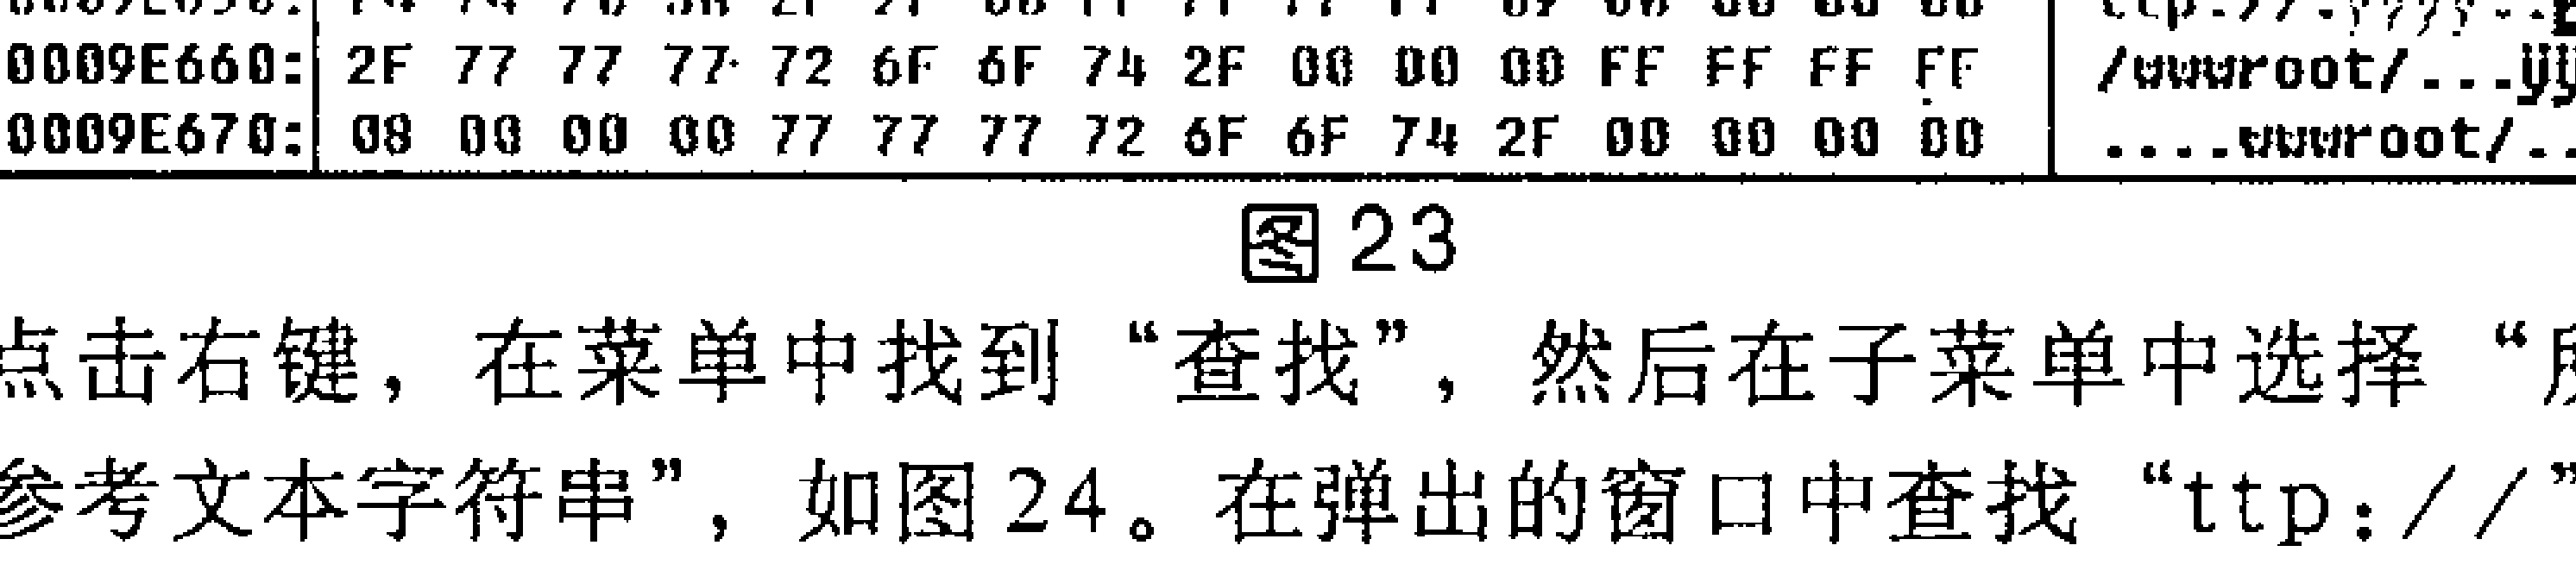 0009E660: 2F 77 77 77 72 6F 6F 74 2F 00 00 00 FF FF FF FF /wwwroot/...ÿÿ
0009E670: 08 00 00 00 77 77 77 72 6F 6F 74 2F 00 00 00 00 ....wwwroot/..
图 23
点击右键，在菜单中找到“查找”，然后在子菜单中选择“
参考文本字符串”，如图 24。在弹出的窗口中查找“ttp://”